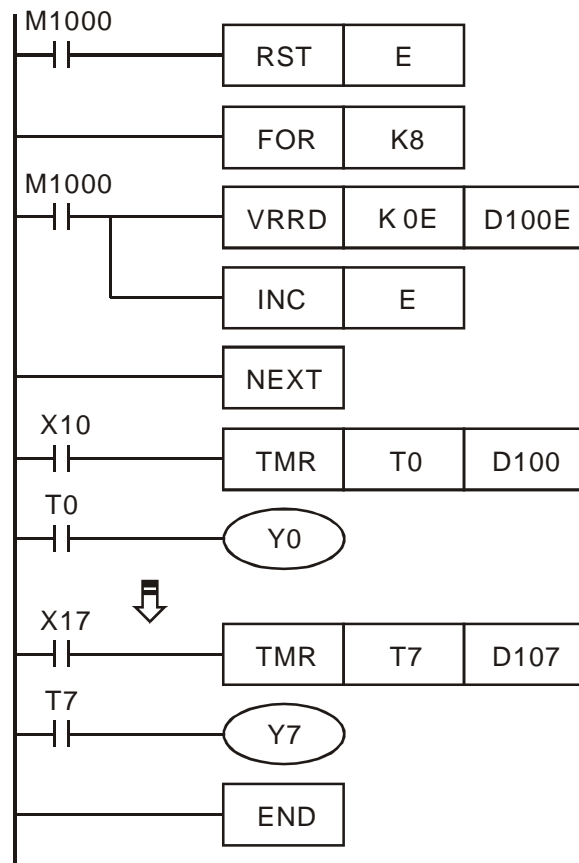 M1000
RST E
FOR K8
M1000
VRRD K 0E D100E
INC E
NEXT
X10
TMR T0 D100
T0
Y0
X17
TMR T7 D107
T7
Y7
END